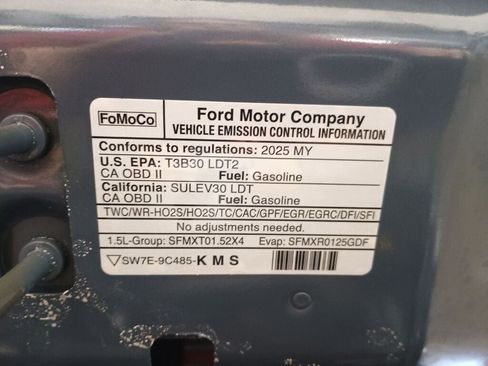 FoMoCo
Ford Motor Company
VEHICLE EMISSION CONTROL INFORMATION
Conforms to regulations: 2025 MY
U.S. EPA: T3B30 LDT2
CA OBD II Fuel: Gasoline
California: SULEV30 LDT
CA OBD II Fuel: Gasoline
TWC/WR-HO2S/HO2S/TC/CAC/GPF/EGR/EGRC/DFI/SFI
No adjustments needed.
1.5L-Group: SFMXT01.52X4 Evap: SFMXR0125GDF
▽SW7E-9C485-KMS